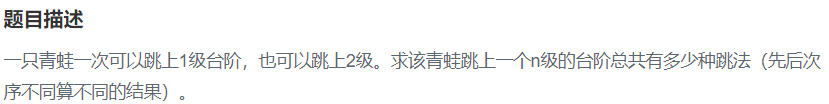 题目描述
一只青蛙一次可以跳上1级台阶，也可以跳上2级。求该青蛙跳上一个n级的台阶总共有多少种跳法（先后次
序不同算不同的结果）。